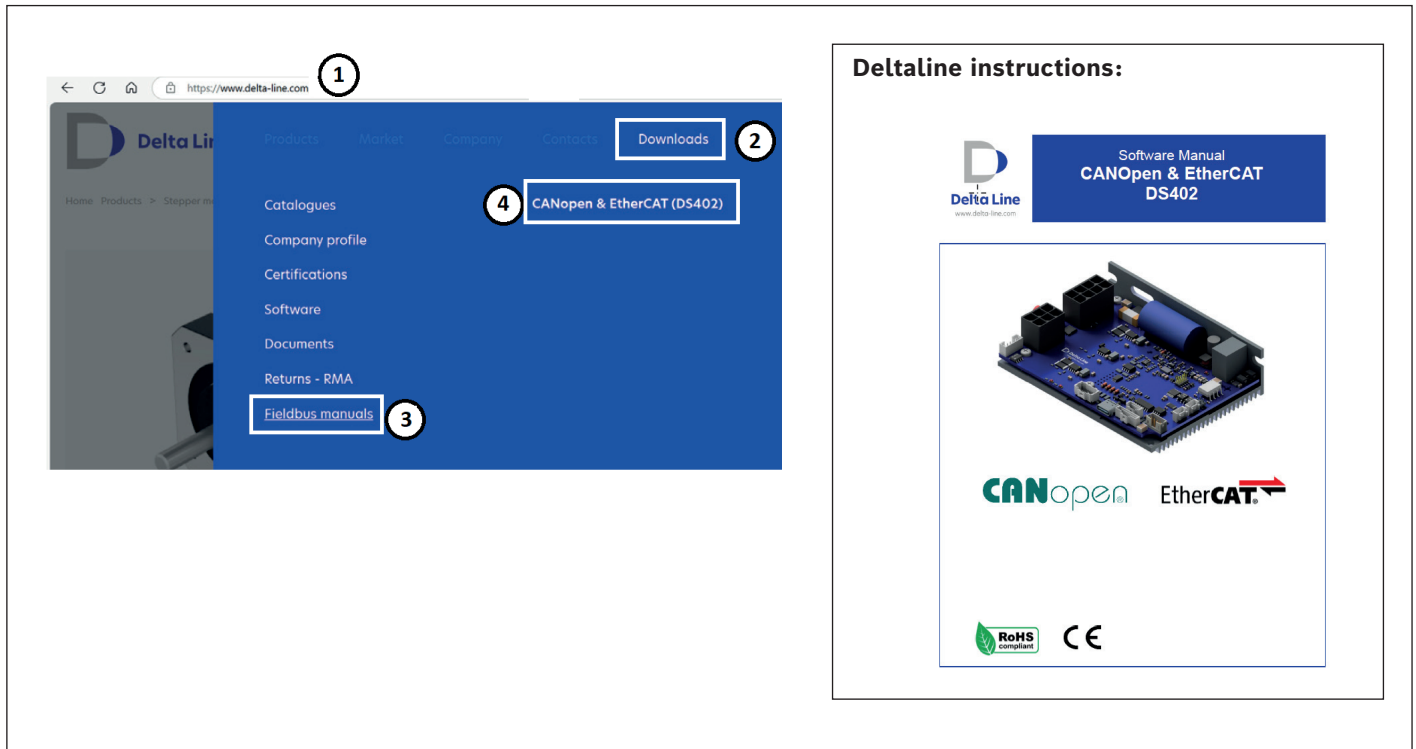 1
https://www.delta-line.com
Delta Lin
Products Market Company Contacts Downloads
2
Home Products > Stepper m
Catalogues
4
CANopen & EtherCAT (DS402)
Company profile
Certifications
Software
Documents
Returns - RMA
Fieldbus manuals
3
Deltaline instructions:
Delta Line
www.delta-line.com
Software Manual
CANOpen & EtherCAT
DS402
CANopen
EtherCAT®
RoHS
compliant
CE